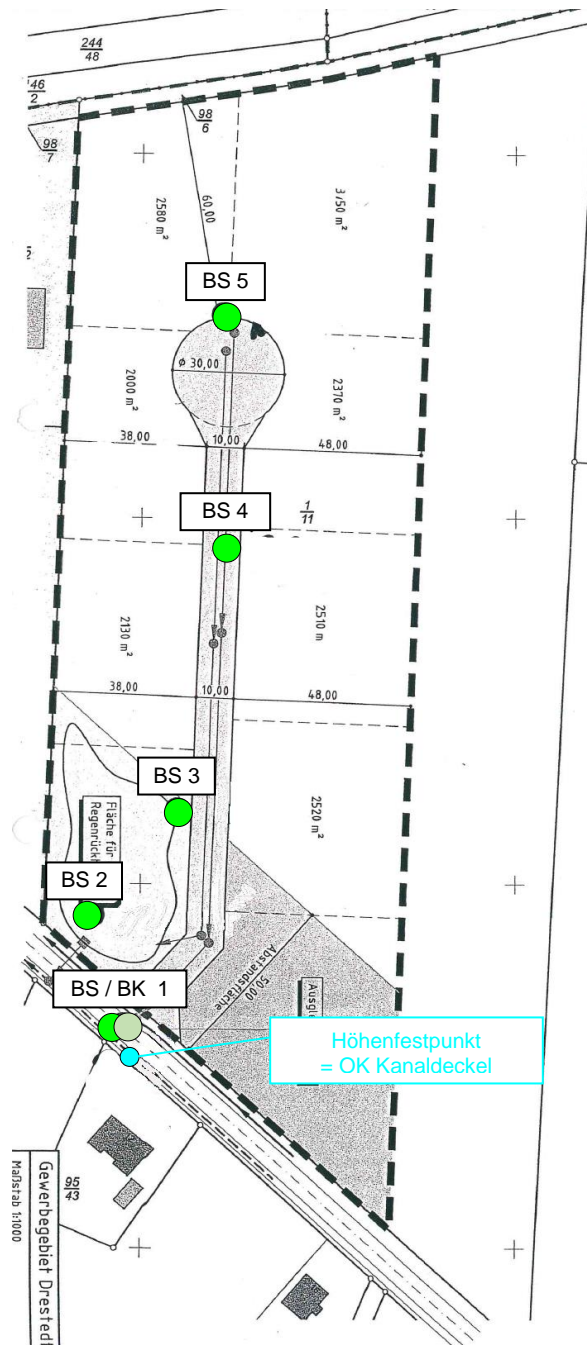 244
48
46
2
98
6
98
7
60,00
2580 m²
3750 m²
BS 5
ϕ 30,00
2000 m²
2370 m²
38,00
10,00
48,00
BS 4
1
11
2130 m²
2510 m
38,00
10,00
48,00
BS 3
2520 m²
Fläche für
BS 2
Abstandsfläche
50,00
BS / BK 1
Höhenfestpunkt
= OK Kanaldeckel
95
43
Gewerbegebiet
Maßstab 1:1000